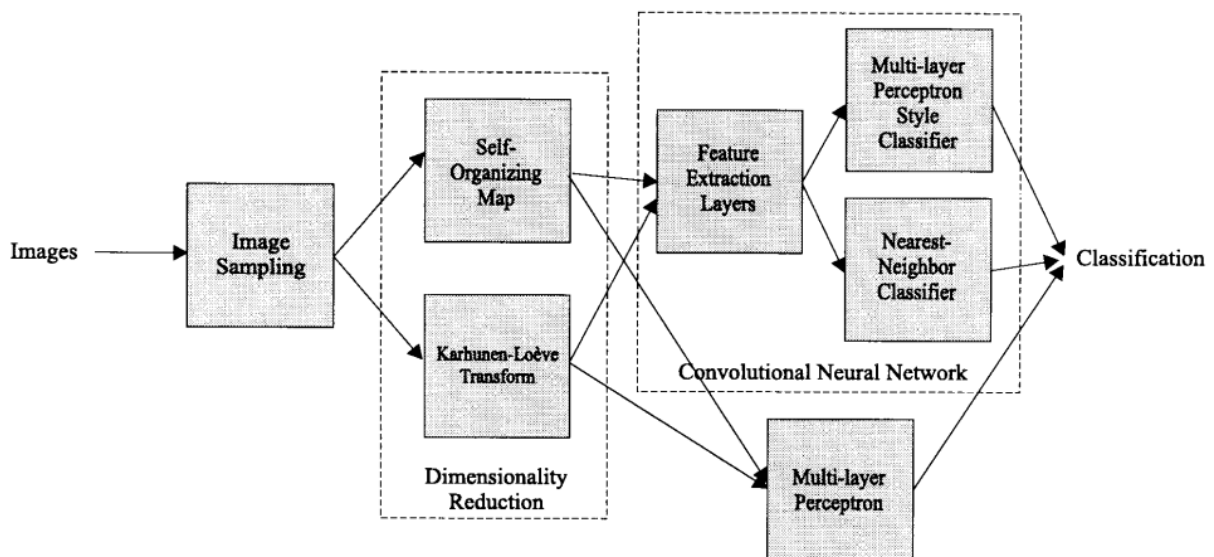 Images
Image
Sampling
Self-
Organizing
Map
Karhunen-Loève
Transform
Dimensionality
Reduction
Feature
Extraction
Layers
Multi-layer
Perceptron
Style
Classifier
Nearest-
Neighbor
Classifier
Convolutional Neural Network
Multi-layer
Perceptron
Classification